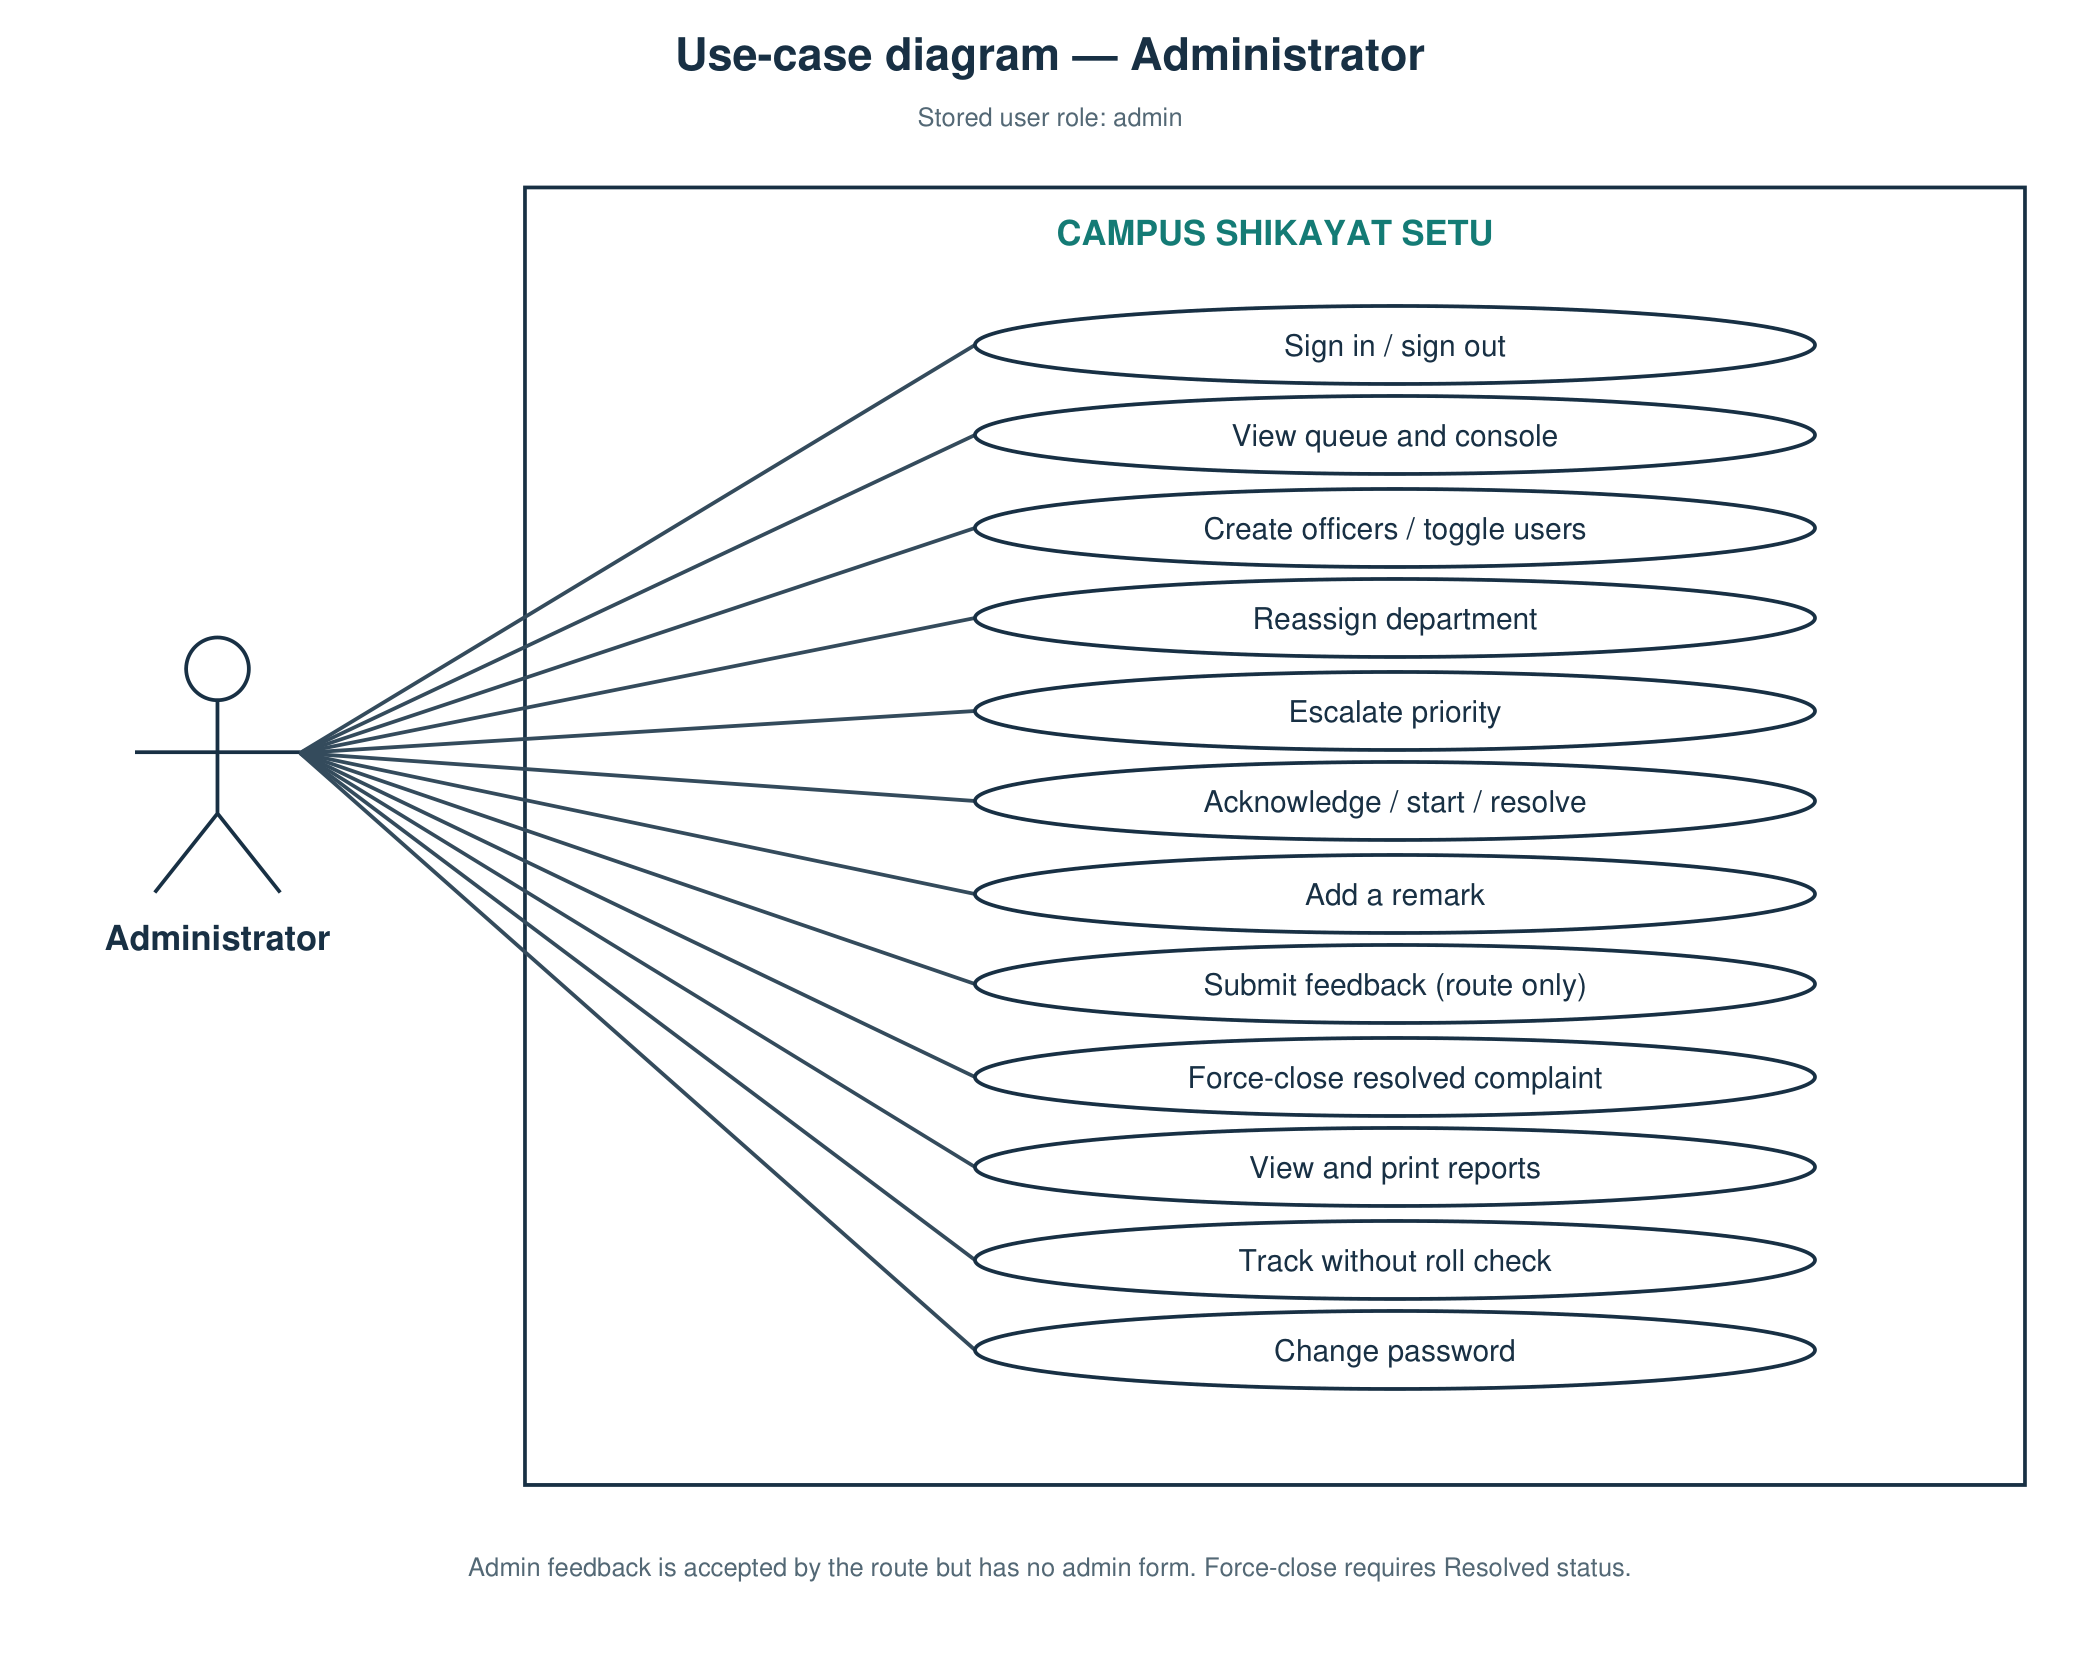 Use-case diagram — Administrator
Stored user role: admin
CAMPUS SHIKAYAT SETU
Sign in / sign out
View queue and console
Create officers / toggle users
Reassign department
Escalate priority
Acknowledge / start / resolve
Add a remark
Administrator
Submit feedback (route only)
Force-close resolved complaint
View and print reports
Track without roll check
Change password
Admin feedback is accepted by the route but has no admin form. Force-close requires Resolved status.